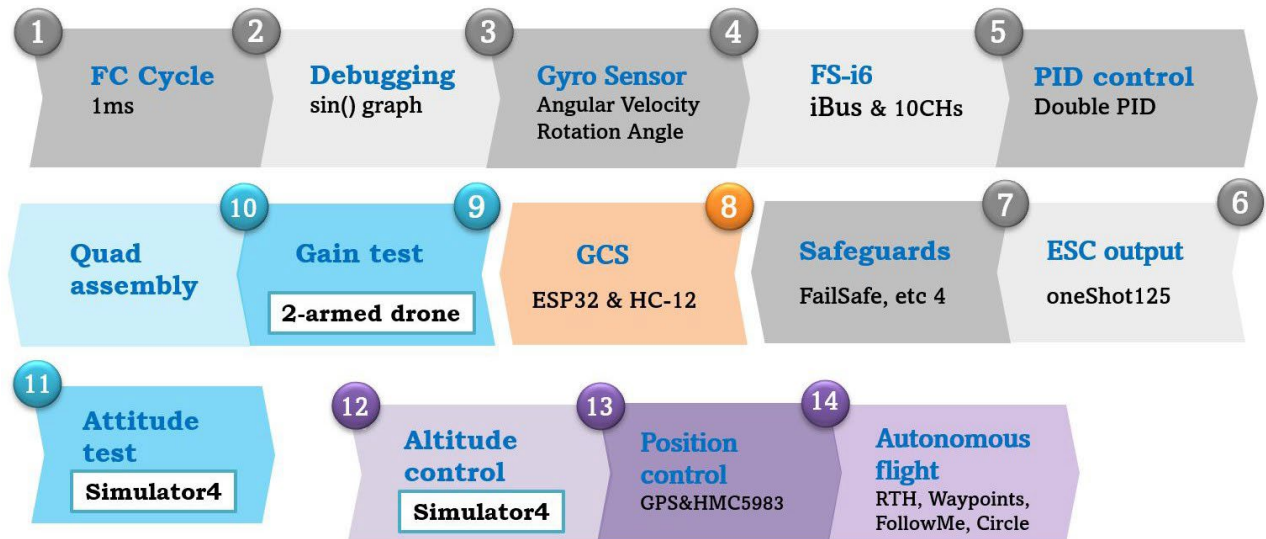 1
FC Cycle
1ms
2
Debugging
sin() graph
3
Gyro Sensor
Angular Velocity
Rotation Angle
4
FS-i6
iBus & 10CHs
5
PID control
Double PID
6
ESC output
oneShot125
7
Safeguards
FailSafe, etc 4
8
GCS
ESP32 & HC-12
9
Gain test
2-armed drone
10
Quad
assembly
11
Attitude
test
Simulator4
12
Altitude
control
Simulator4
13
Position
control
GPS&HMC5983
14
Autonomous
flight
RTH, Waypoints,
FollowMe, Circle